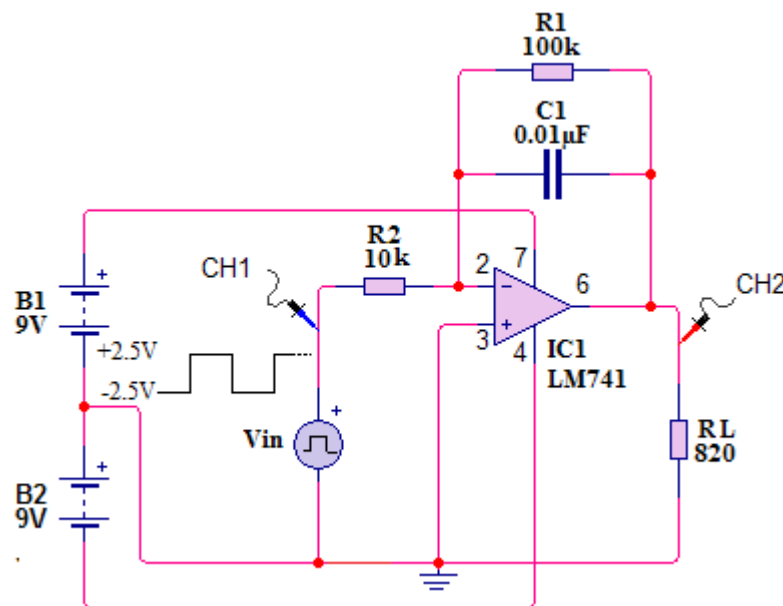 R1
100k
C1
0.01µF
R2
10k
CH1
2
7
6
CH2
B1
9V
3
4
IC1
LM741
+2.5V
-2.5V
Vin
RL
820
B2
9V